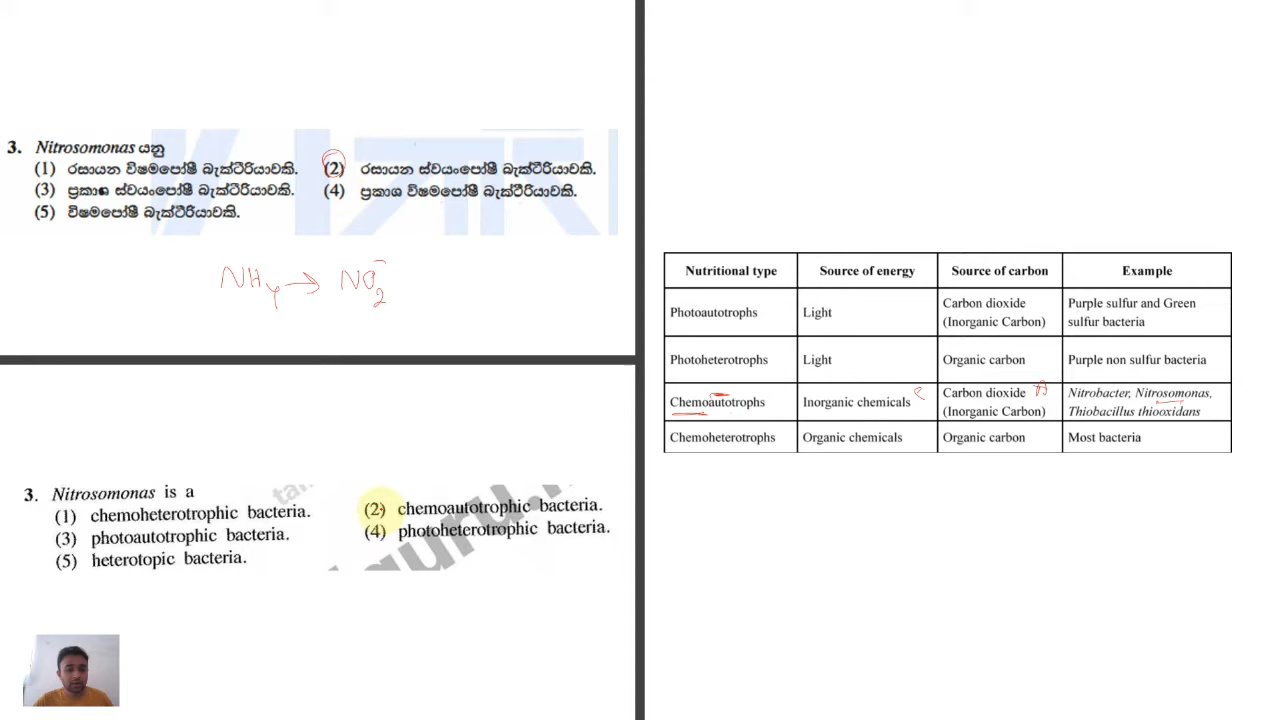 3. Nitrosomonas යනු
(1) රසායන විෂමපෝෂී බැක්ටීරියාවකි. (2) රසායන ස්වයංපෝෂී බැක්ටීරියාවකි.
(3) ප්‍රකාශ ස්වයංපෝෂී බැක්ටීරියාවකි. (4) ප්‍රකාශ විෂමපෝෂී බැක්ටීරියාවකි.
(5) විෂමපෝෂී බැක්ටීරියාවකි.
NH4 → NO2-
3. Nitrosomonas is a
(1) chemoheterotrophic bacteria. (2) chemoautotrophic bacteria.
(3) photoautotrophic bacteria. (4) photoheterotrophic bacteria.
(5) heterotopic bacteria.
Nutritional type Source of energy Source of carbon Example
Photoautotrophs Light Carbon dioxide (Inorganic Carbon) Purple sulfur and Green sulfur bacteria
Photoheterotrophs Light Organic carbon Purple non sulfur bacteria
Chemoautotrophs Inorganic chemicals Carbon dioxide (Inorganic Carbon) Nitrobacter, Nitrosomonas, Thiobacillus thiooxidans
Chemoheterotrophs Organic chemicals Organic carbon Most bacteria